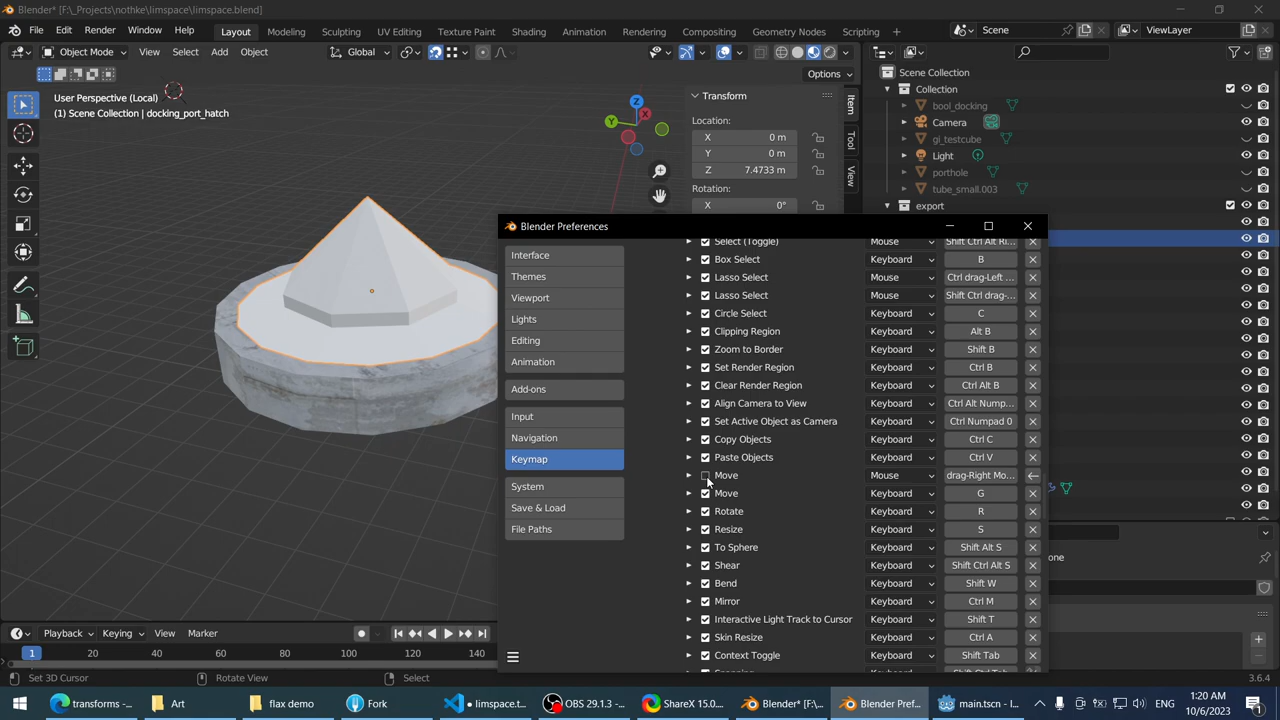 Blender* [F:\_Projects\nothke\limspace\limspace.blend]
File Edit Render Window Help Layout Modeling Sculpting UV Editing Texture Paint Shading Animation Rendering Compositing Geometry Nodes Scripting + Scene ViewLayer
Object Mode View Select Add Object Global
Options
User Perspective (Local)
(1) Scene Collection | docking_port_hatch
Z
Y
X
Transform
Location:
X 0 m
Y 0 m
Z 7.4733 m
Rotation:
X 0°
Item
Tool
View
Scene Collection
Collection
bool_docking
Camera
gi_testcube
Light
porthole
tube_small.003
export
Blender Preferences
Interface
Themes
Viewport
Lights
Editing
Animation
Add-ons
Input
Navigation
Keymap
System
Save & Load
File Paths
Select (Toggle) Mouse Shift Ctrl Alt Ri...
Box Select Keyboard B
Lasso Select Mouse Ctrl drag-Left ...
Lasso Select Mouse Shift Ctrl drag-...
Circle Select Keyboard C
Clipping Region Keyboard Alt B
Zoom to Border Keyboard Shift B
Set Render Region Keyboard Ctrl B
Clear Render Region Keyboard Ctrl Alt B
Align Camera to View Keyboard Ctrl Alt Nump...
Set Active Object as Camera Keyboard Ctrl Numpad 0
Copy Objects Keyboard Ctrl C
Paste Objects Keyboard Ctrl V
Move Mouse drag-Right Mo...
Move Keyboard G
Rotate Keyboard R
Resize Keyboard S
To Sphere Keyboard Shift Alt S
Shear Keyboard Shift Ctrl Alt S
Bend Keyboard Shift W
Mirror Keyboard Ctrl M
Interactive Light Track to Cursor Keyboard Shift T
Skin Resize Keyboard Ctrl A
Context Toggle Keyboard Shift Tab
Playback Keying View Marker
1 20 40 60 80 100 120 140
Set 3D Cursor Rotate View Select 3.6.4
transforms - ... Art flax demo Fork limspace.t... OBS 29.1.3 - ... ShareX 15.0... Blender* [F:\... Blender Pref... main.tscn - l...
1:20 AM
10/6/2023